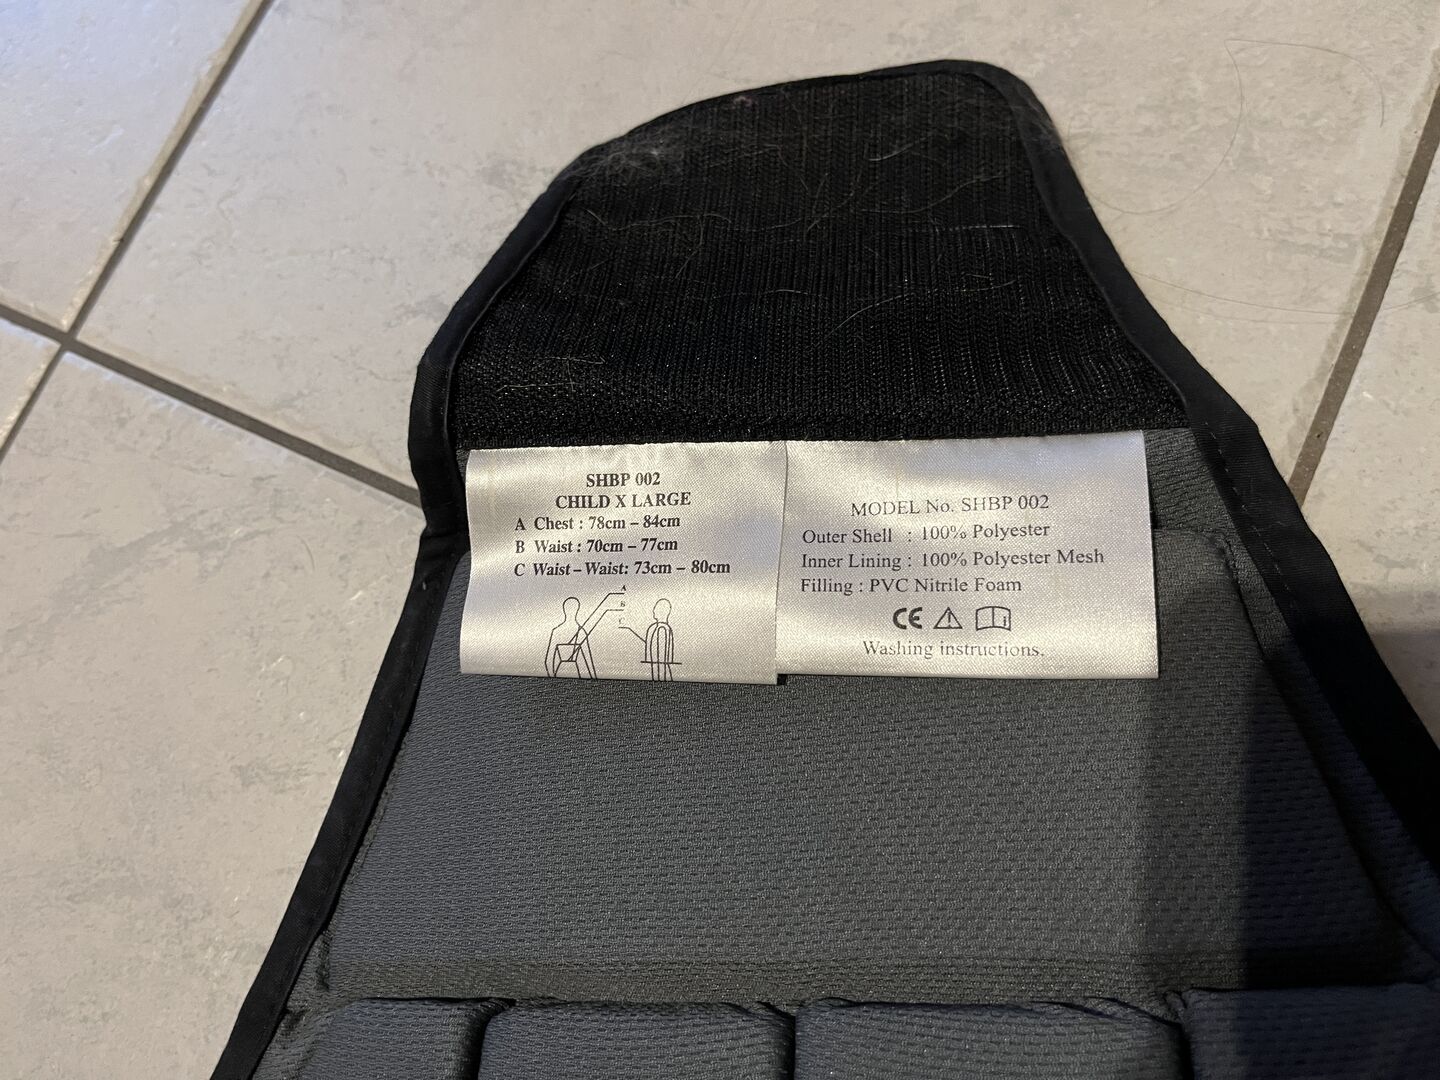 SHBP 002
CHILD X LARGE
A Chest : 78cm – 84cm
B Waist : 70cm – 77cm
C Waist – Waist: 73cm – 80cm
A
B
C
MODEL No. SHBP 002
Outer Shell : 100% Polyester
Inner Lining : 100% Polyester Mesh
Filling : PVC Nitrile Foam
CE
Washing instructions.